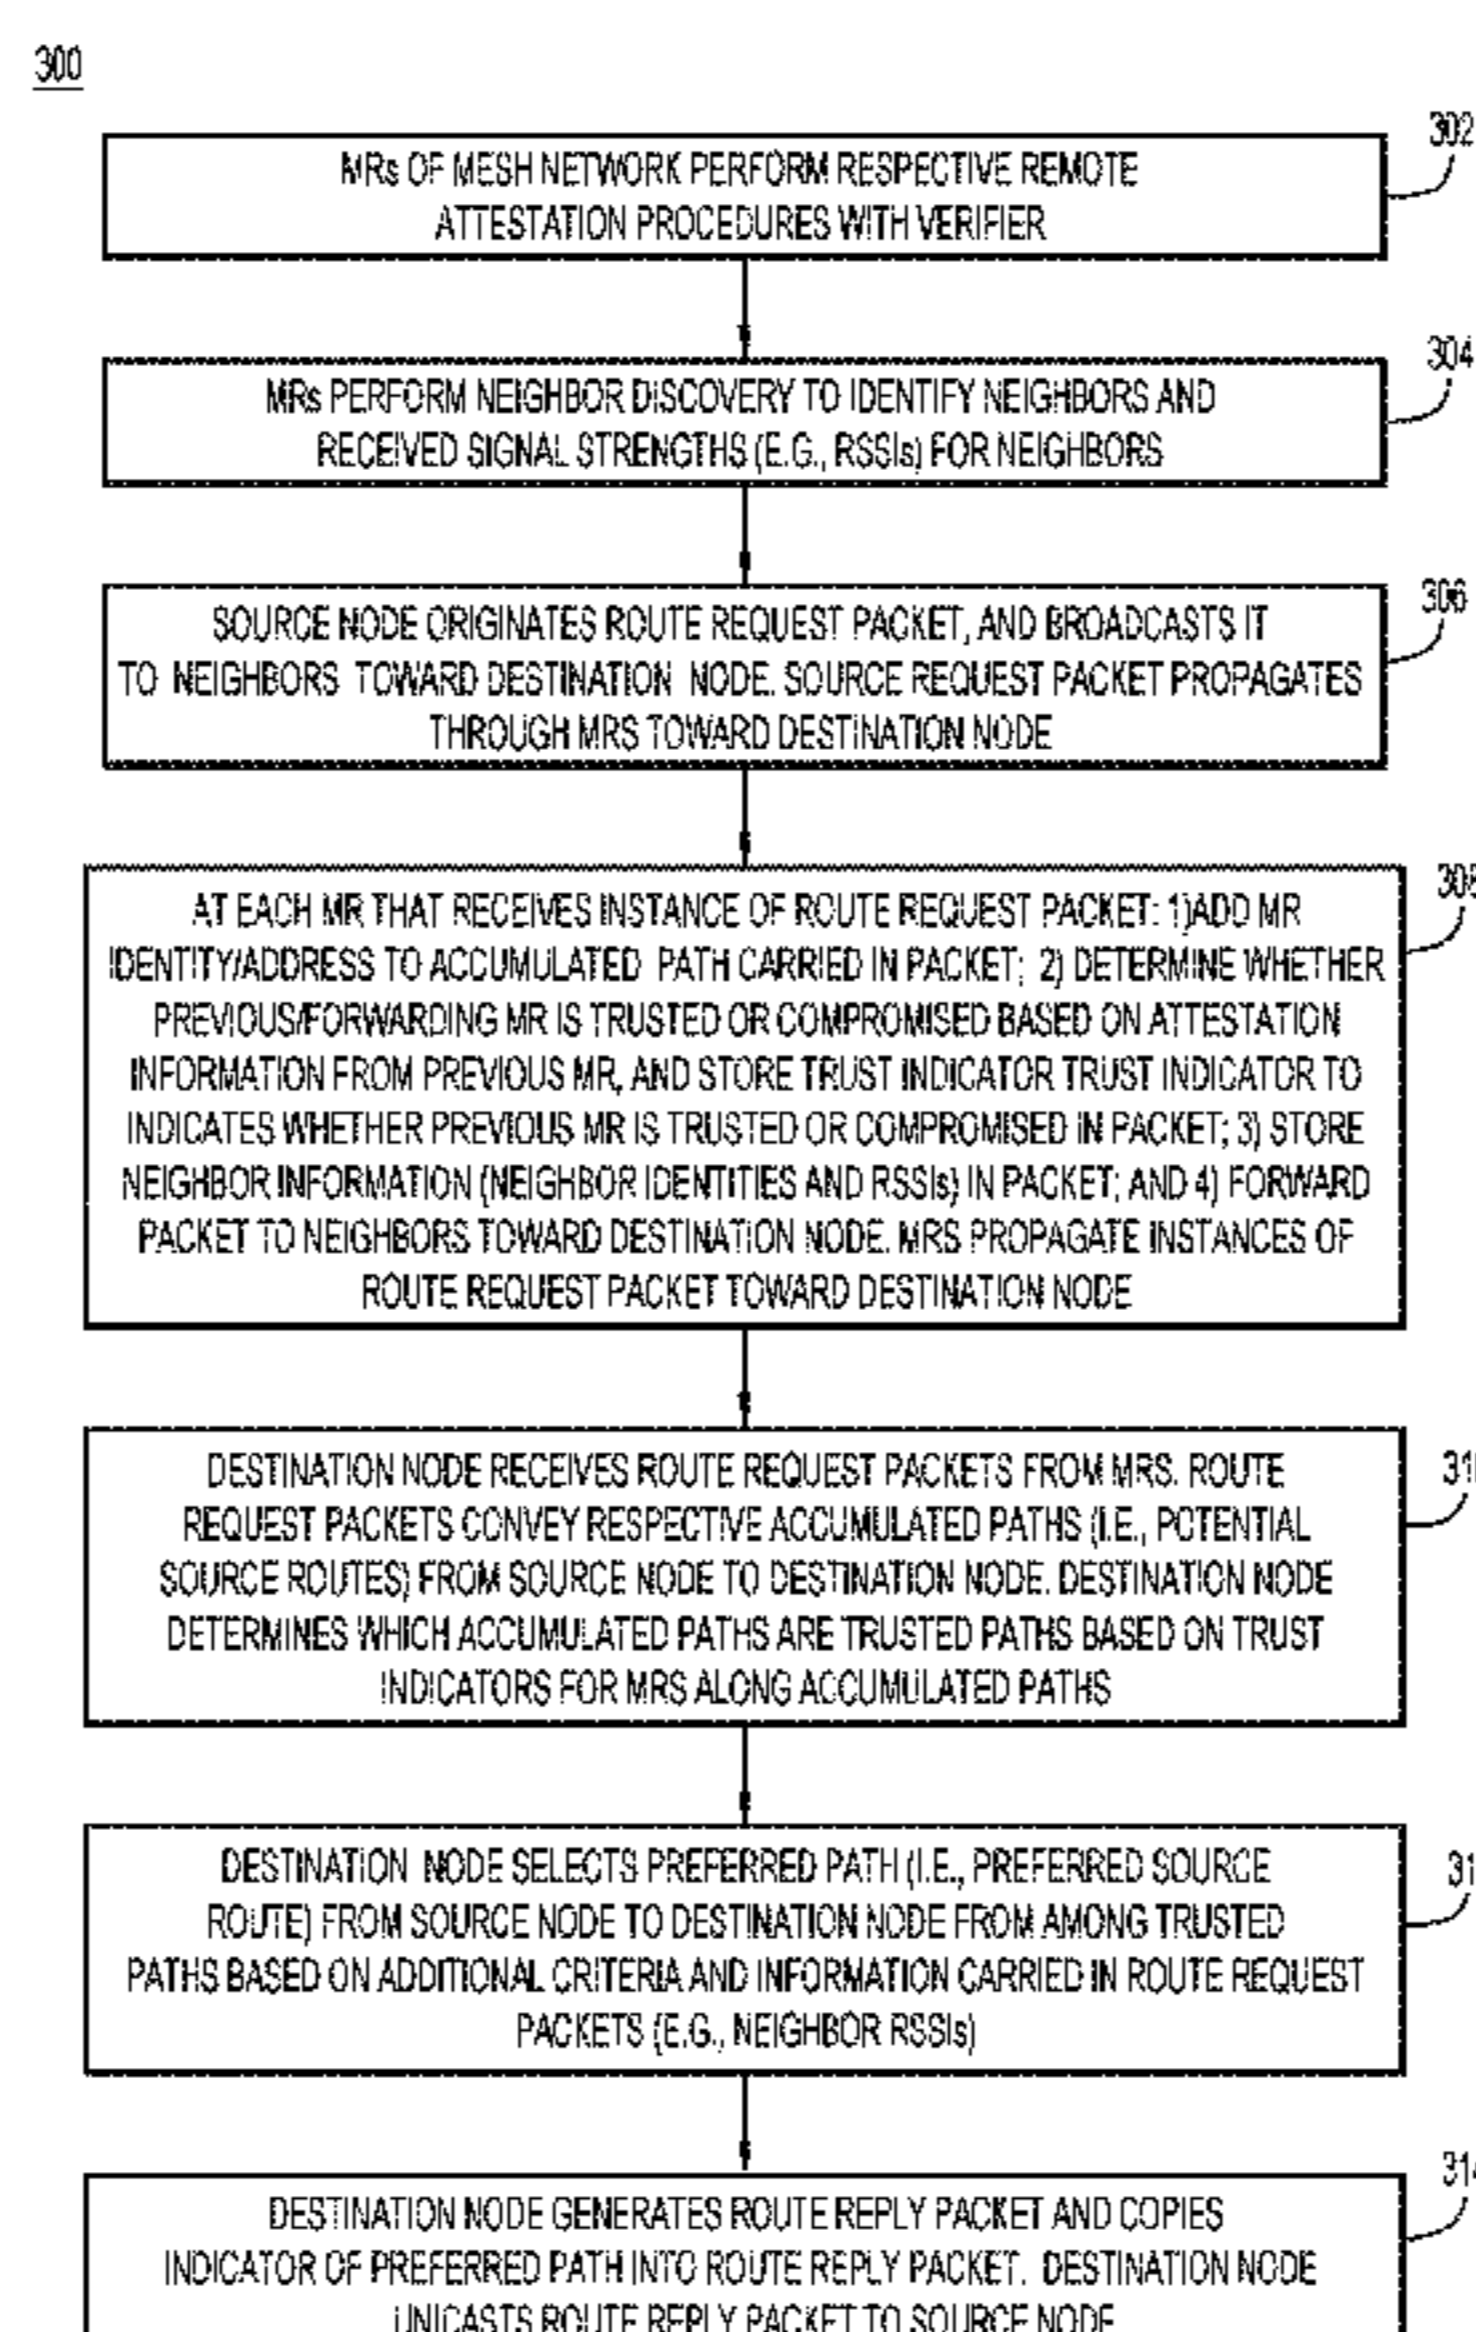 300
302
MRs OF MESH NETWORK PERFORM RESPECTIVE REMOTE
ATTESTATION PROCEDURES WITH VERIFIER
304
MRs PERFORM NEIGHBOR DISCOVERY TO IDENTIFY NEIGHBORS AND
RECEIVED SIGNAL STRENGTHS (E.G., RSSIs) FOR NEIGHBORS
306
SOURCE NODE ORIGINATES ROUTE REQUEST PACKET, AND BROADCASTS IT
TO NEIGHBORS TOWARD DESTINATION NODE. SOURCE REQUEST PACKET PROPAGATES
THROUGH MRS TOWARD DESTINATION NODE
308
AT EACH MR THAT RECEIVES INSTANCE OF ROUTE REQUEST PACKET: 1)ADD MR
IDENTITY/ADDRESS TO ACCUMULATED PATH CARRIED IN PACKET; 2) DETERMINE WHETHER
PREVIOUS/FORWARDING MR IS TRUSTED OR COMPROMISED BASED ON ATTESTATION
INFORMATION FROM PREVIOUS MR, AND STORE TRUST INDICATOR TRUST INDICATOR TO
INDICATES WHETHER PREVIOUS MR IS TRUSTED OR COMPROMISED IN PACKET; 3) STORE
NEIGHBOR INFORMATION (NEIGHBOR IDENTITIES AND RSSIs) IN PACKET; AND 4) FORWARD
PACKET TO NEIGHBORS TOWARD DESTINATION NODE. MRS PROPAGATE INSTANCES OF
ROUTE REQUEST PACKET TOWARD DESTINATION NODE
31
DESTINATION NODE RECEIVES ROUTE REQUEST PACKETS FROM MRS. ROUTE
REQUEST PACKETS CONVEY RESPECTIVE ACCUMULATED PATHS (I.E., POTENTIAL
SOURCE ROUTES) FROM SOURCE NODE TO DESTINATION NODE. DESTINATION NODE
DETERMINES WHICH ACCUMULATED PATHS ARE TRUSTED PATHS BASED ON TRUST
INDICATORS FOR MRS ALONG ACCUMULATED PATHS
31
DESTINATION NODE SELECTS PREFERRED PATH (I.E., PREFERRED SOURCE
ROUTE) FROM SOURCE NODE TO DESTINATION NODE FROM AMONG TRUSTED
PATHS BASED ON ADDITIONAL CRITERIA AND INFORMATION CARRIED IN ROUTE REQUEST
PACKETS (E.G., NEIGHBOR RSSIs)
314
DESTINATION NODE GENERATES ROUTE REPLY PACKET AND COPIES
INDICATOR OF PREFERRED PATH INTO ROUTE REPLY PACKET. DESTINATION NODE
UNICASTS ROUTE REPLY PACKET TO SOURCE NODE